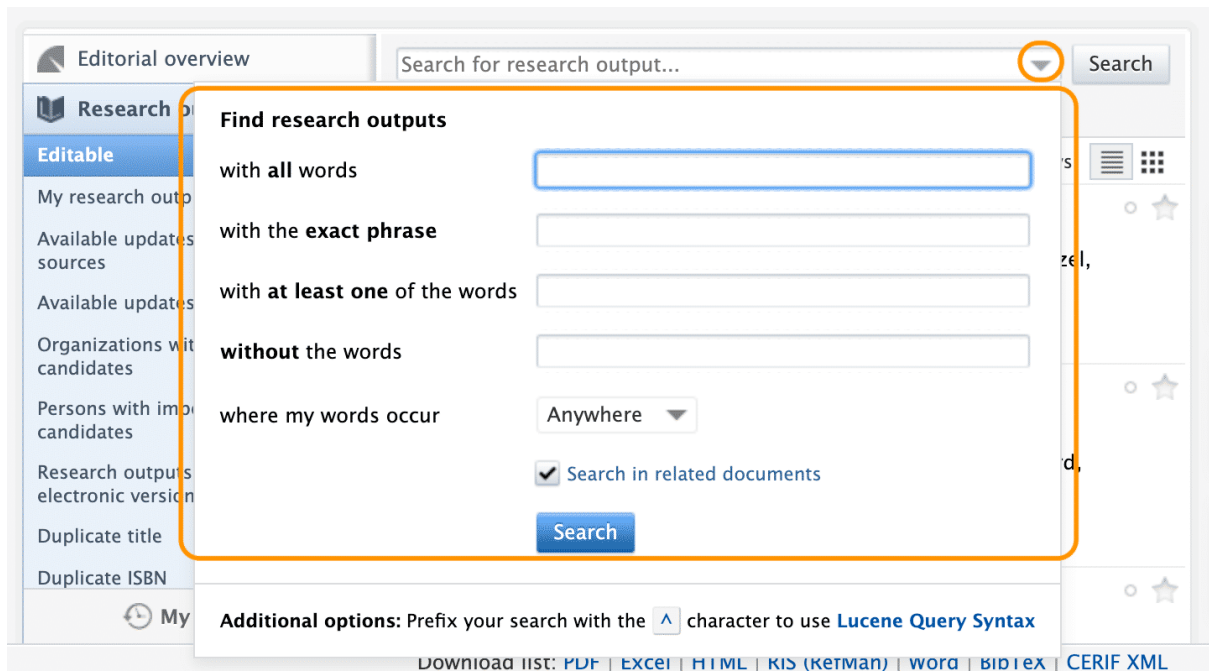 Editorial overview
Search for research output...
Search
Research
Editable
My research outp
Available updates
sources
Available updates
Organizations wit
candidates
Persons with imp
candidates
Research outputs
electronic version
Duplicate title
Duplicate ISBN
My
Find research outputs
with all words
with the exact phrase
with at least one of the words
without the words
where my words occur
Anywhere
Search in related documents
Search
Additional options: Prefix your search with the ^ character to use Lucene Query Syntax
zel,
rd,
Download list: PDF | Excel | HTML | RIS (RefMan) | Word | BibTeX | CERIF XML